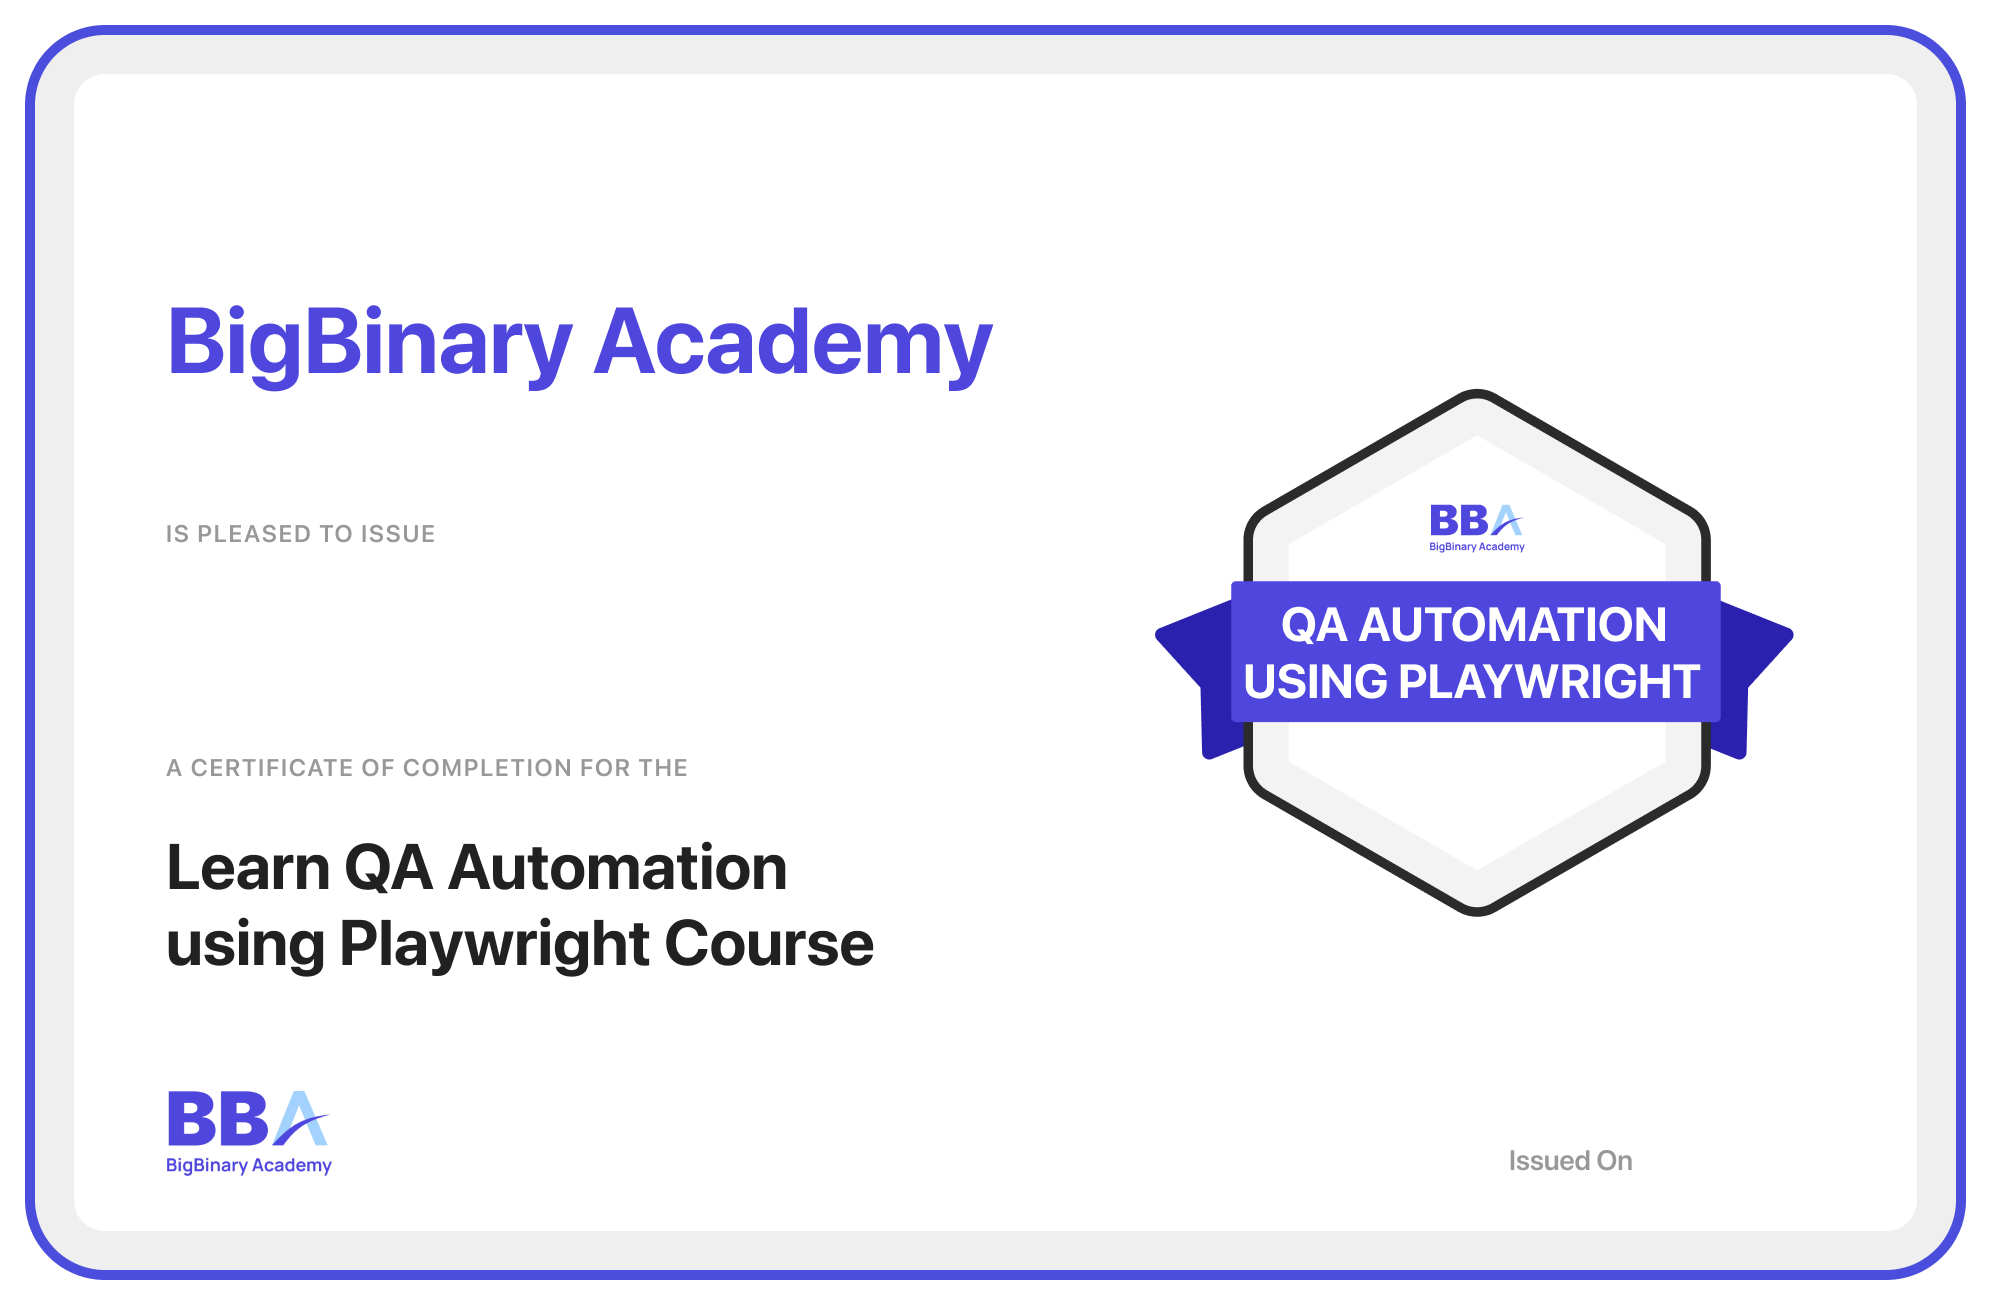 BigBinary Academy
IS PLEASED TO ISSUE
A CERTIFICATE OF COMPLETION FOR THE
Learn QA Automation
using Playwright Course
BBA
BigBinary Academy
QA AUTOMATION
USING PLAYWRIGHT
BBA
BigBinary Academy
Issued On